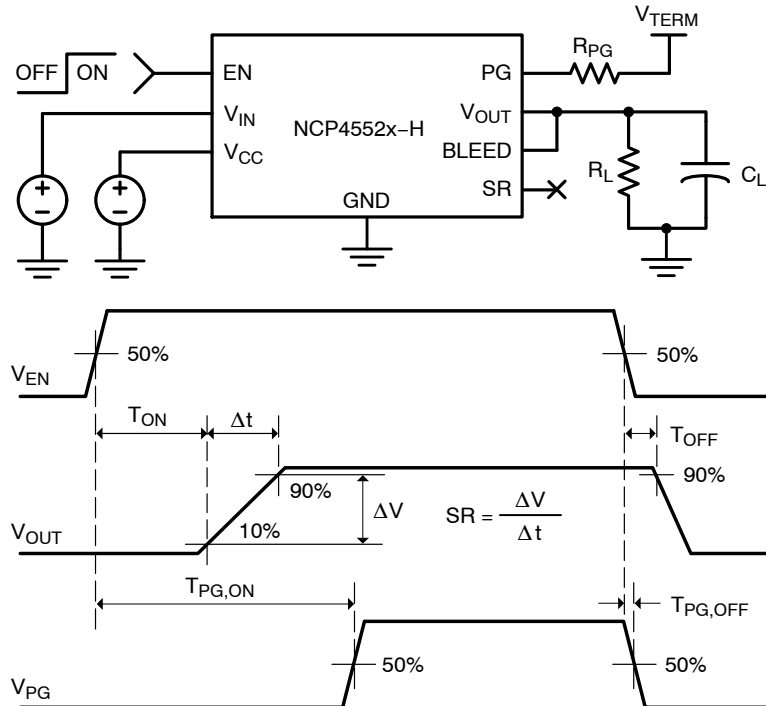 V_TERM
R_PG
OFF ON
EN
PG
V_IN
V_OUT
NCP4552x−H
V_CC
BLEED
R_L
C_L
SR
GND
+
−
+
−
50%
50%
V_EN
T_ON
Δt
T_OFF
90%
90%
ΔV
SR = ΔV / Δt
10%
V_OUT
T_PG,ON
T_PG,OFF
50%
50%
V_PG